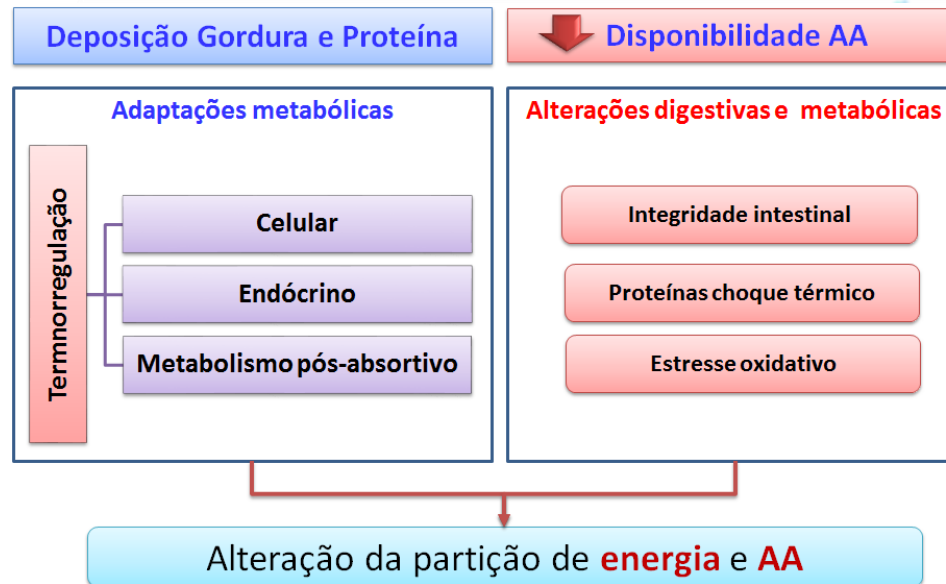 Deposição Gordura e Proteína
Disponibilidade AA
Adaptações metabólicas
Termnorregulação
Celular
Endócrino
Metabolismo pós-absortivo
Alterações digestivas e metabólicas
Integridade intestinal
Proteínas choque térmico
Estresse oxidativo
Alteração da partição de energia e AA